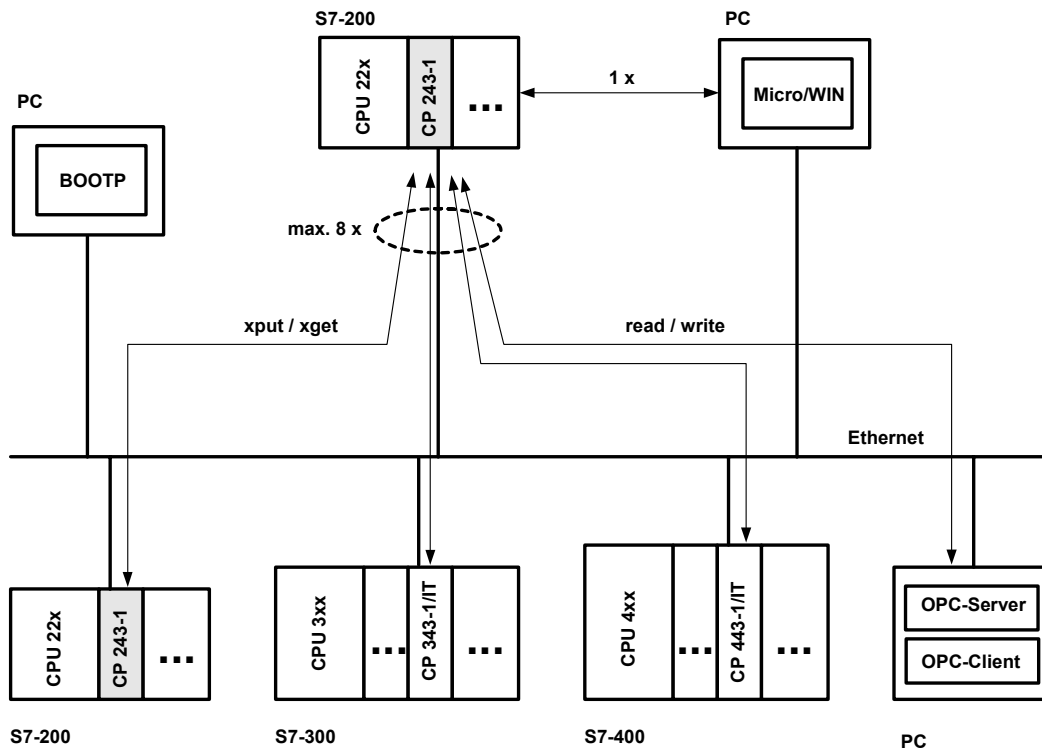 S7-200
PC
CPU 22x
CP 243-1
...
1 x
Micro/WIN
PC
BOOTP
max. 8 x
xput / xget
read / write
Ethernet
CPU 22x
CP 243-1
...
CPU 3xx
...
CP 343-1/IT
...
CPU 4xx
...
CP 443-1/IT
...
OPC-Server
OPC-Client
S7-200
S7-300
S7-400
PC